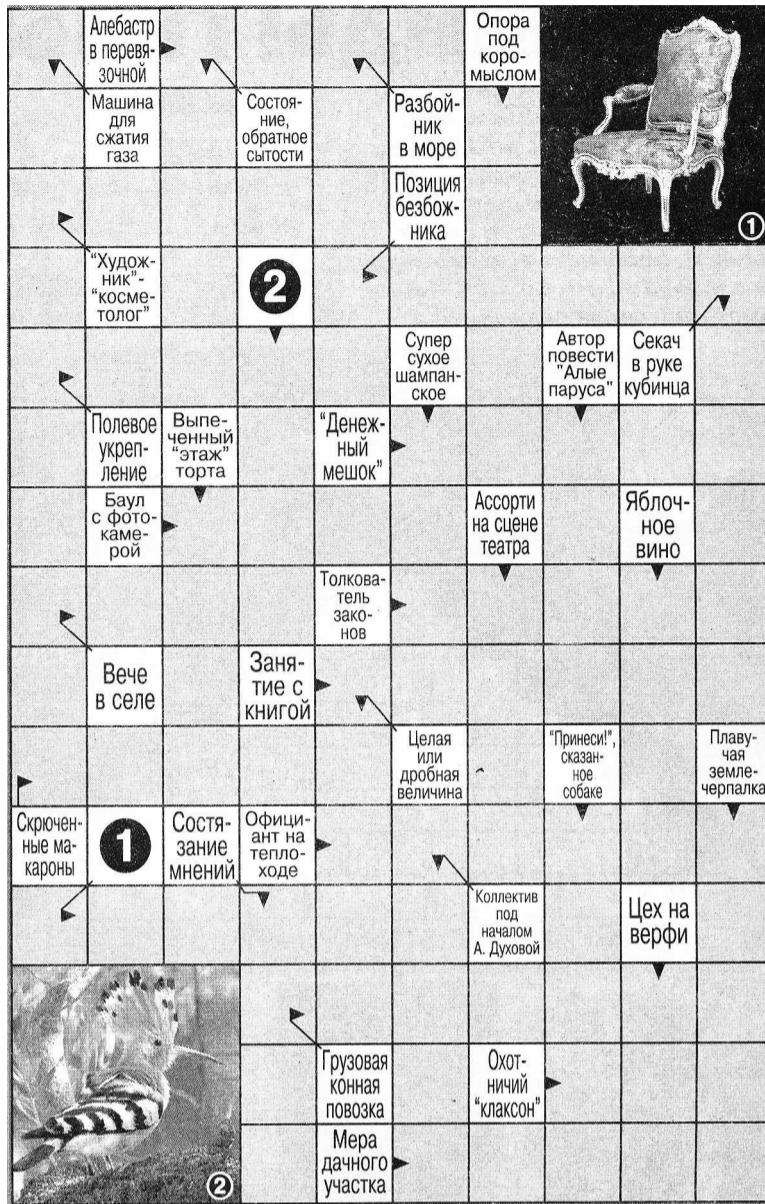 Алебастр
в перевя-
зочной
Опора
под
коро-
мыслом
Машина
для
сжатия
газа
Состоя-
ние,
обратное
сытости
Разбой-
ник
в море
Позиция
безбож-
ника
1
"Худож-
ник"-
"косме-
толог"
2
Супер
сухое
шампан-
ское
Автор
повести
"Алые
паруса"
Секач
в руке
кубинца
Полевое
укреп-
ление
Выпе-
ченный
"этаж"
торта
"Денеж-
ный
мешок"
Баул
с фото-
каме-
рой
Ассорти
на сцене
театра
Яблоч-
ное
вино
Толкова-
тель
зако-
нов
Вече
в селе
Заня-
тие с
книгой
Целая
или
дробная
величина
"Принеси!",
сказан-
ное
собаке
Плаву-
чая
земле-
черпалка
Скрючен-
ные ма-
кароны
1
Состя-
зание
мнений
Офици-
ант на
тепло-
ходе
Коллектив
под
началом
А. Духовой
Цех на
верфи
Грузовая
конная
повозка
Охот-
ничий
"клаксон"
Мера
дачного
участка
2